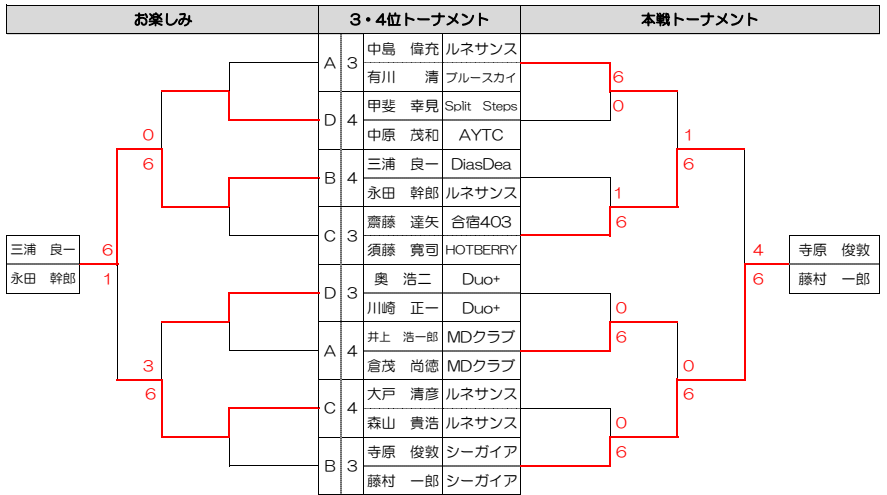 お楽しみ 3・4位トーナメント 本戦トーナメント
A 3 中島 偉充 ルネサンス
有川 清 ブルースカイ 6
D 4 甲斐 幸見 Split Steps 0
0 中原 茂和 AYTC 1
6 B 4 三浦 良一 DiasDea 6
永田 幹郎 ルネサンス 1
C 3 齋藤 達矢 合宿403 6
三浦 良一 6 須藤 寛司 HOTBERRY 4 寺原 俊敦
永田 幹郎 1 D 3 奥 浩二 Duo+ 6 藤村 一郎
川崎 正一 Duo+ 0
A 4 井上 浩一郎 MDクラブ 6
3 倉茂 尚徳 MDクラブ 0
6 C 4 大戸 清彦 ルネサンス 6
森山 貴浩 ルネサンス 0
B 3 寺原 俊敦 シーガイア 6
藤村 一郎 シーガイア